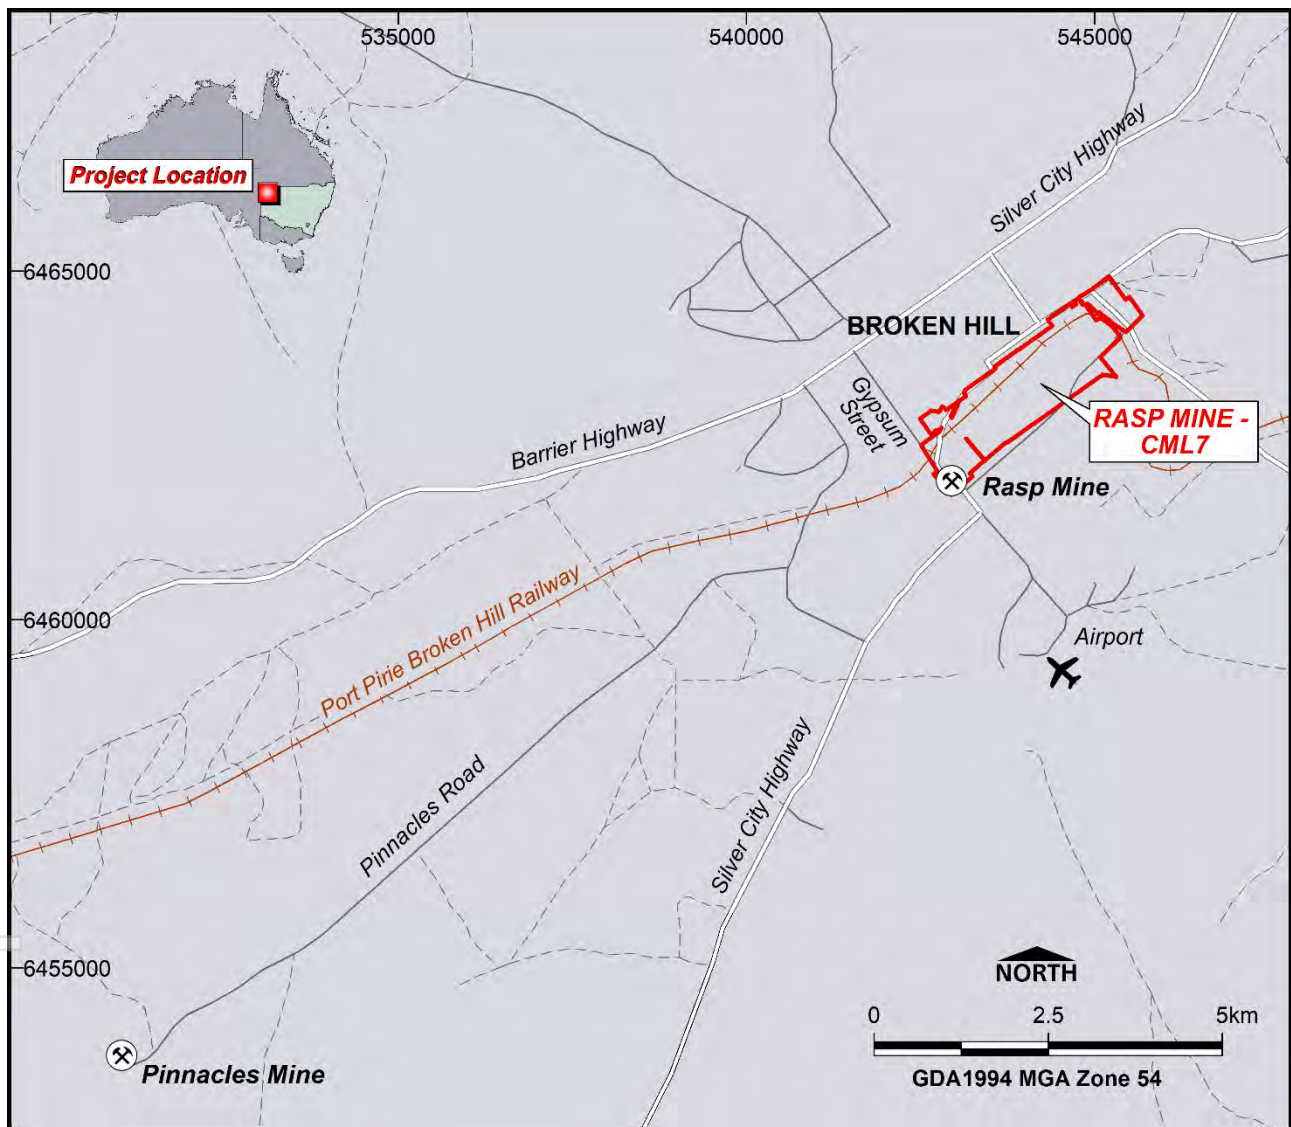 535000
540000
545000
Silver City Highway
Project Location
6465000
BROKEN HILL
Gypsum
Street
RASP MINE -
CML7
Barrier Highway
Rasp Mine
Port Pirie Broken Hill Railway
6460000
Airport
Pinnacles Road
Silver City Highway
6455000
NORTH
0 2.5 5km
GDA1994 MGA Zone 54
Pinnacles Mine